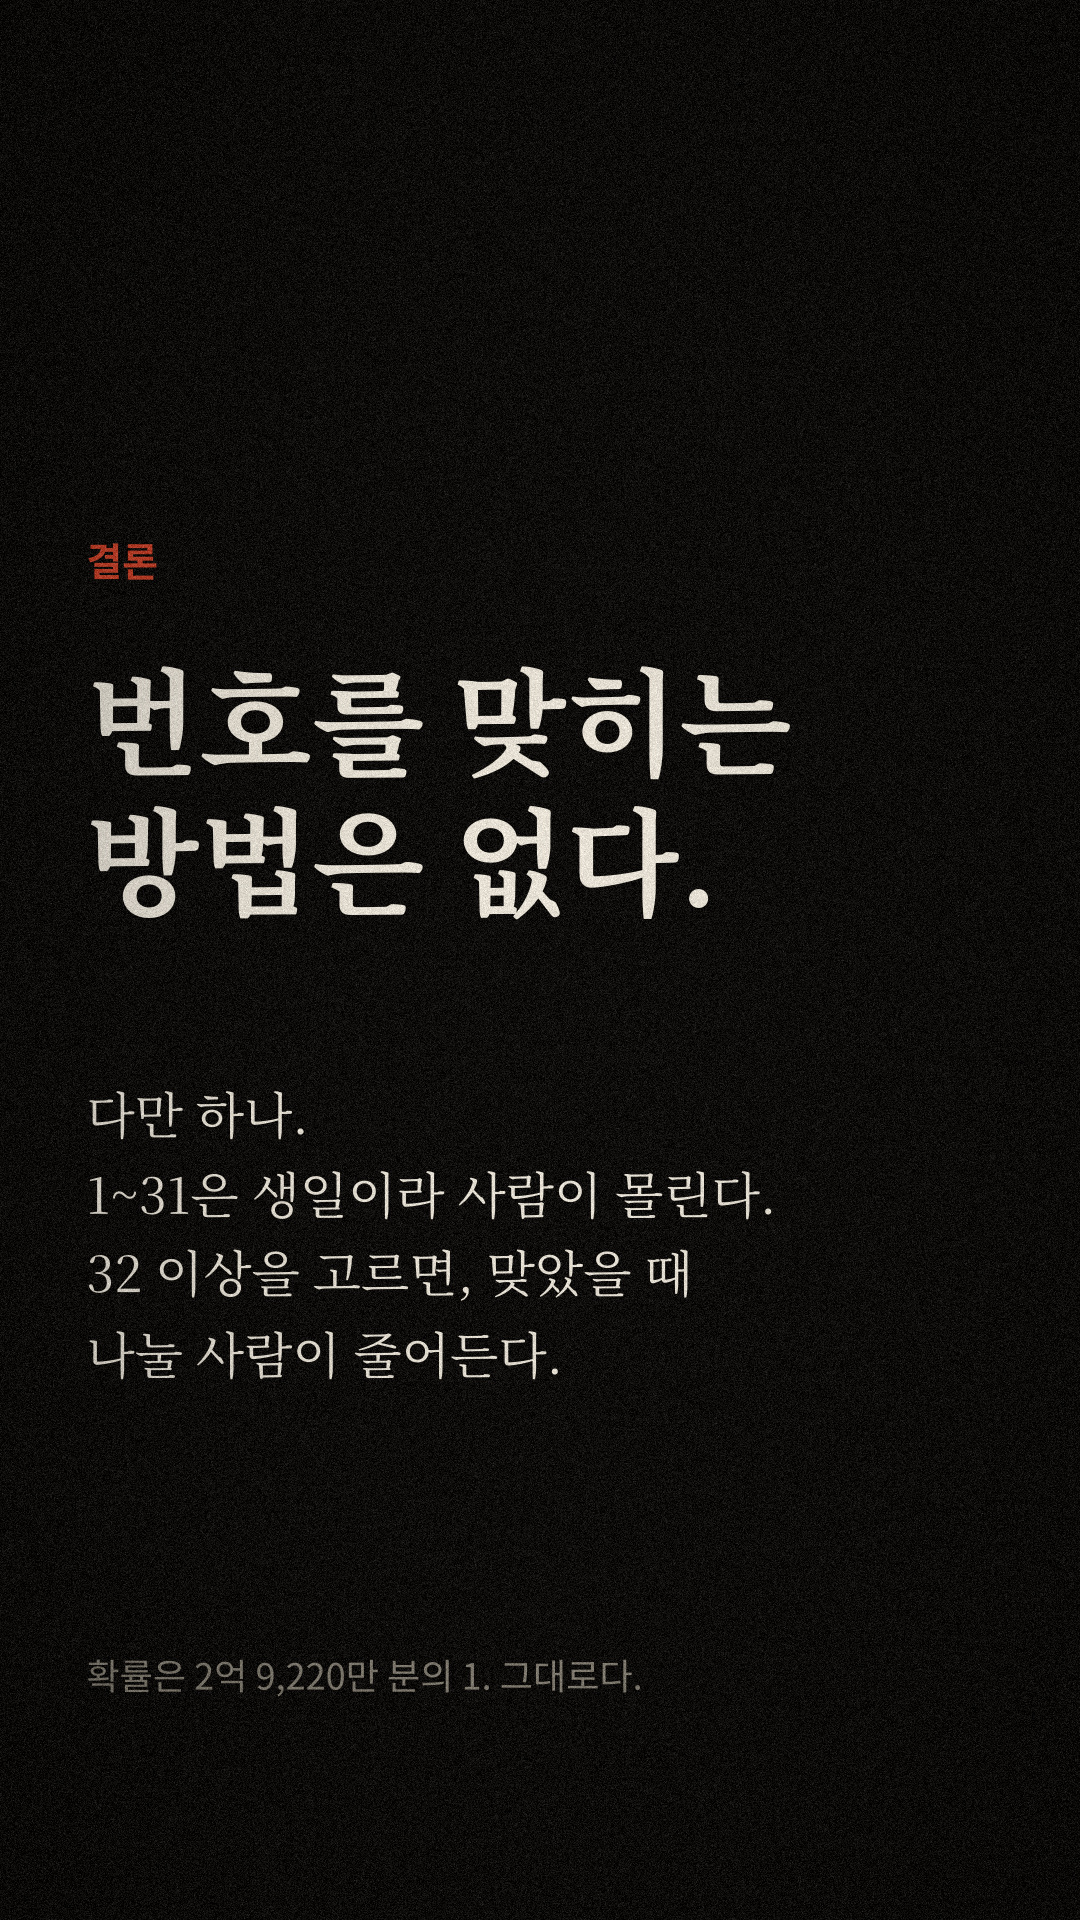 결론
번호를 맞히는
방법은 없다.
다만 하나.
1~31은 생일이라 사람이 몰린다.
32 이상을 고르면, 맞았을 때
나눌 사람이 줄어든다.
확률은 2억 9,220만 분의 1. 그대로다.